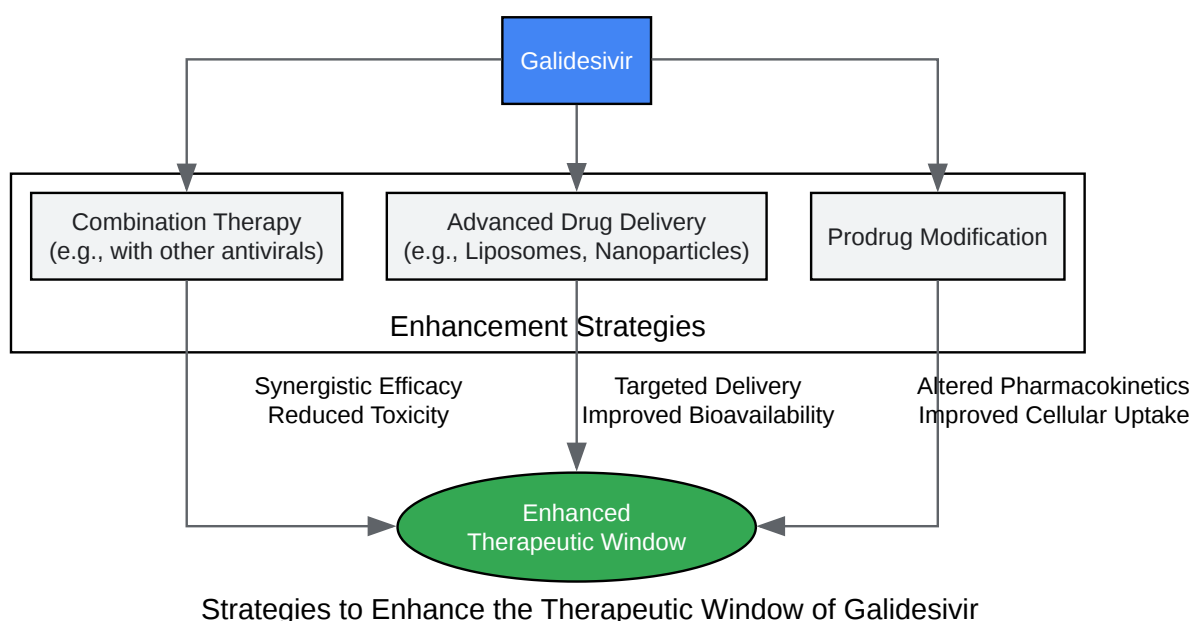 Galidesivir
Combination Therapy
(e.g., with other antivirals)
Advanced Drug Delivery
(e.g., Liposomes, Nanoparticles)
Prodrug Modification
Enhancement Strategies
Synergistic Efficacy
Reduced Toxicity
Targeted Delivery
Improved Bioavailability
Altered Pharmacokinetics
Improved Cellular Uptake
Enhanced
Therapeutic Window
Strategies to Enhance the Therapeutic Window of Galidesivir